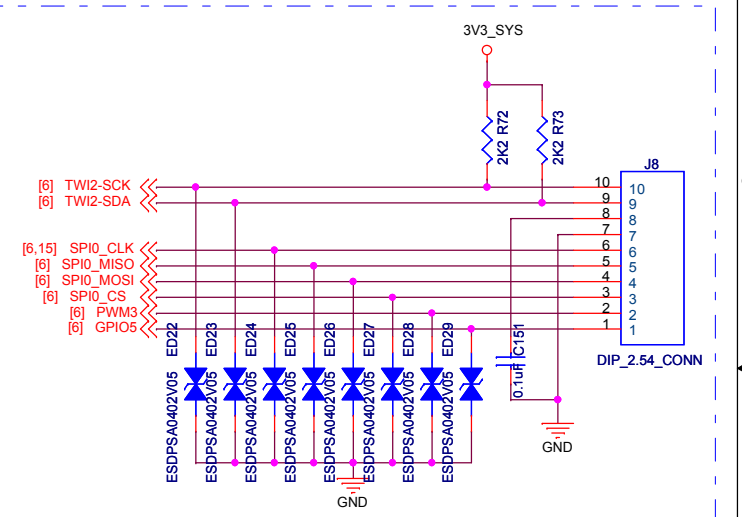 3V3_SYS
2K2 R72
2K2 R73
J8
[6] TWI2-SCK
[6] TWI2-SDA
[6,15] SPI0_CLK
[6] SPI0_MISO
[6] SPI0_MOSI
[6] SPI0_CS
[6] PWM3
[6] GPIO5
10 10
9 9
8 8
7 7
6 6
5 5
4 4
3 3
2 2
1 1
DIP_2.54_CONN
ESDPSA0402V05 ED22
ESDPSA0402V05 ED23
ESDPSA0402V05 ED24
ESDPSA0402V05 ED25
ESDPSA0402V05 ED26
ESDPSA0402V05 ED27
ESDPSA0402V05 ED28
ESDPSA0402V05 ED29
0.1uF C151
GND
GND